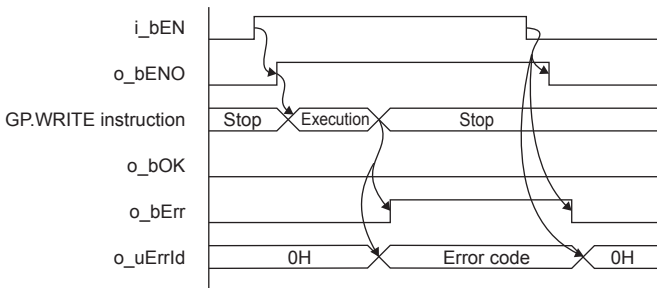 i_bEN
o_bENO
GP.WRITE instruction Stop Execution Stop
o_bOK
o_bErr
o_uErrId 0H Error code 0H